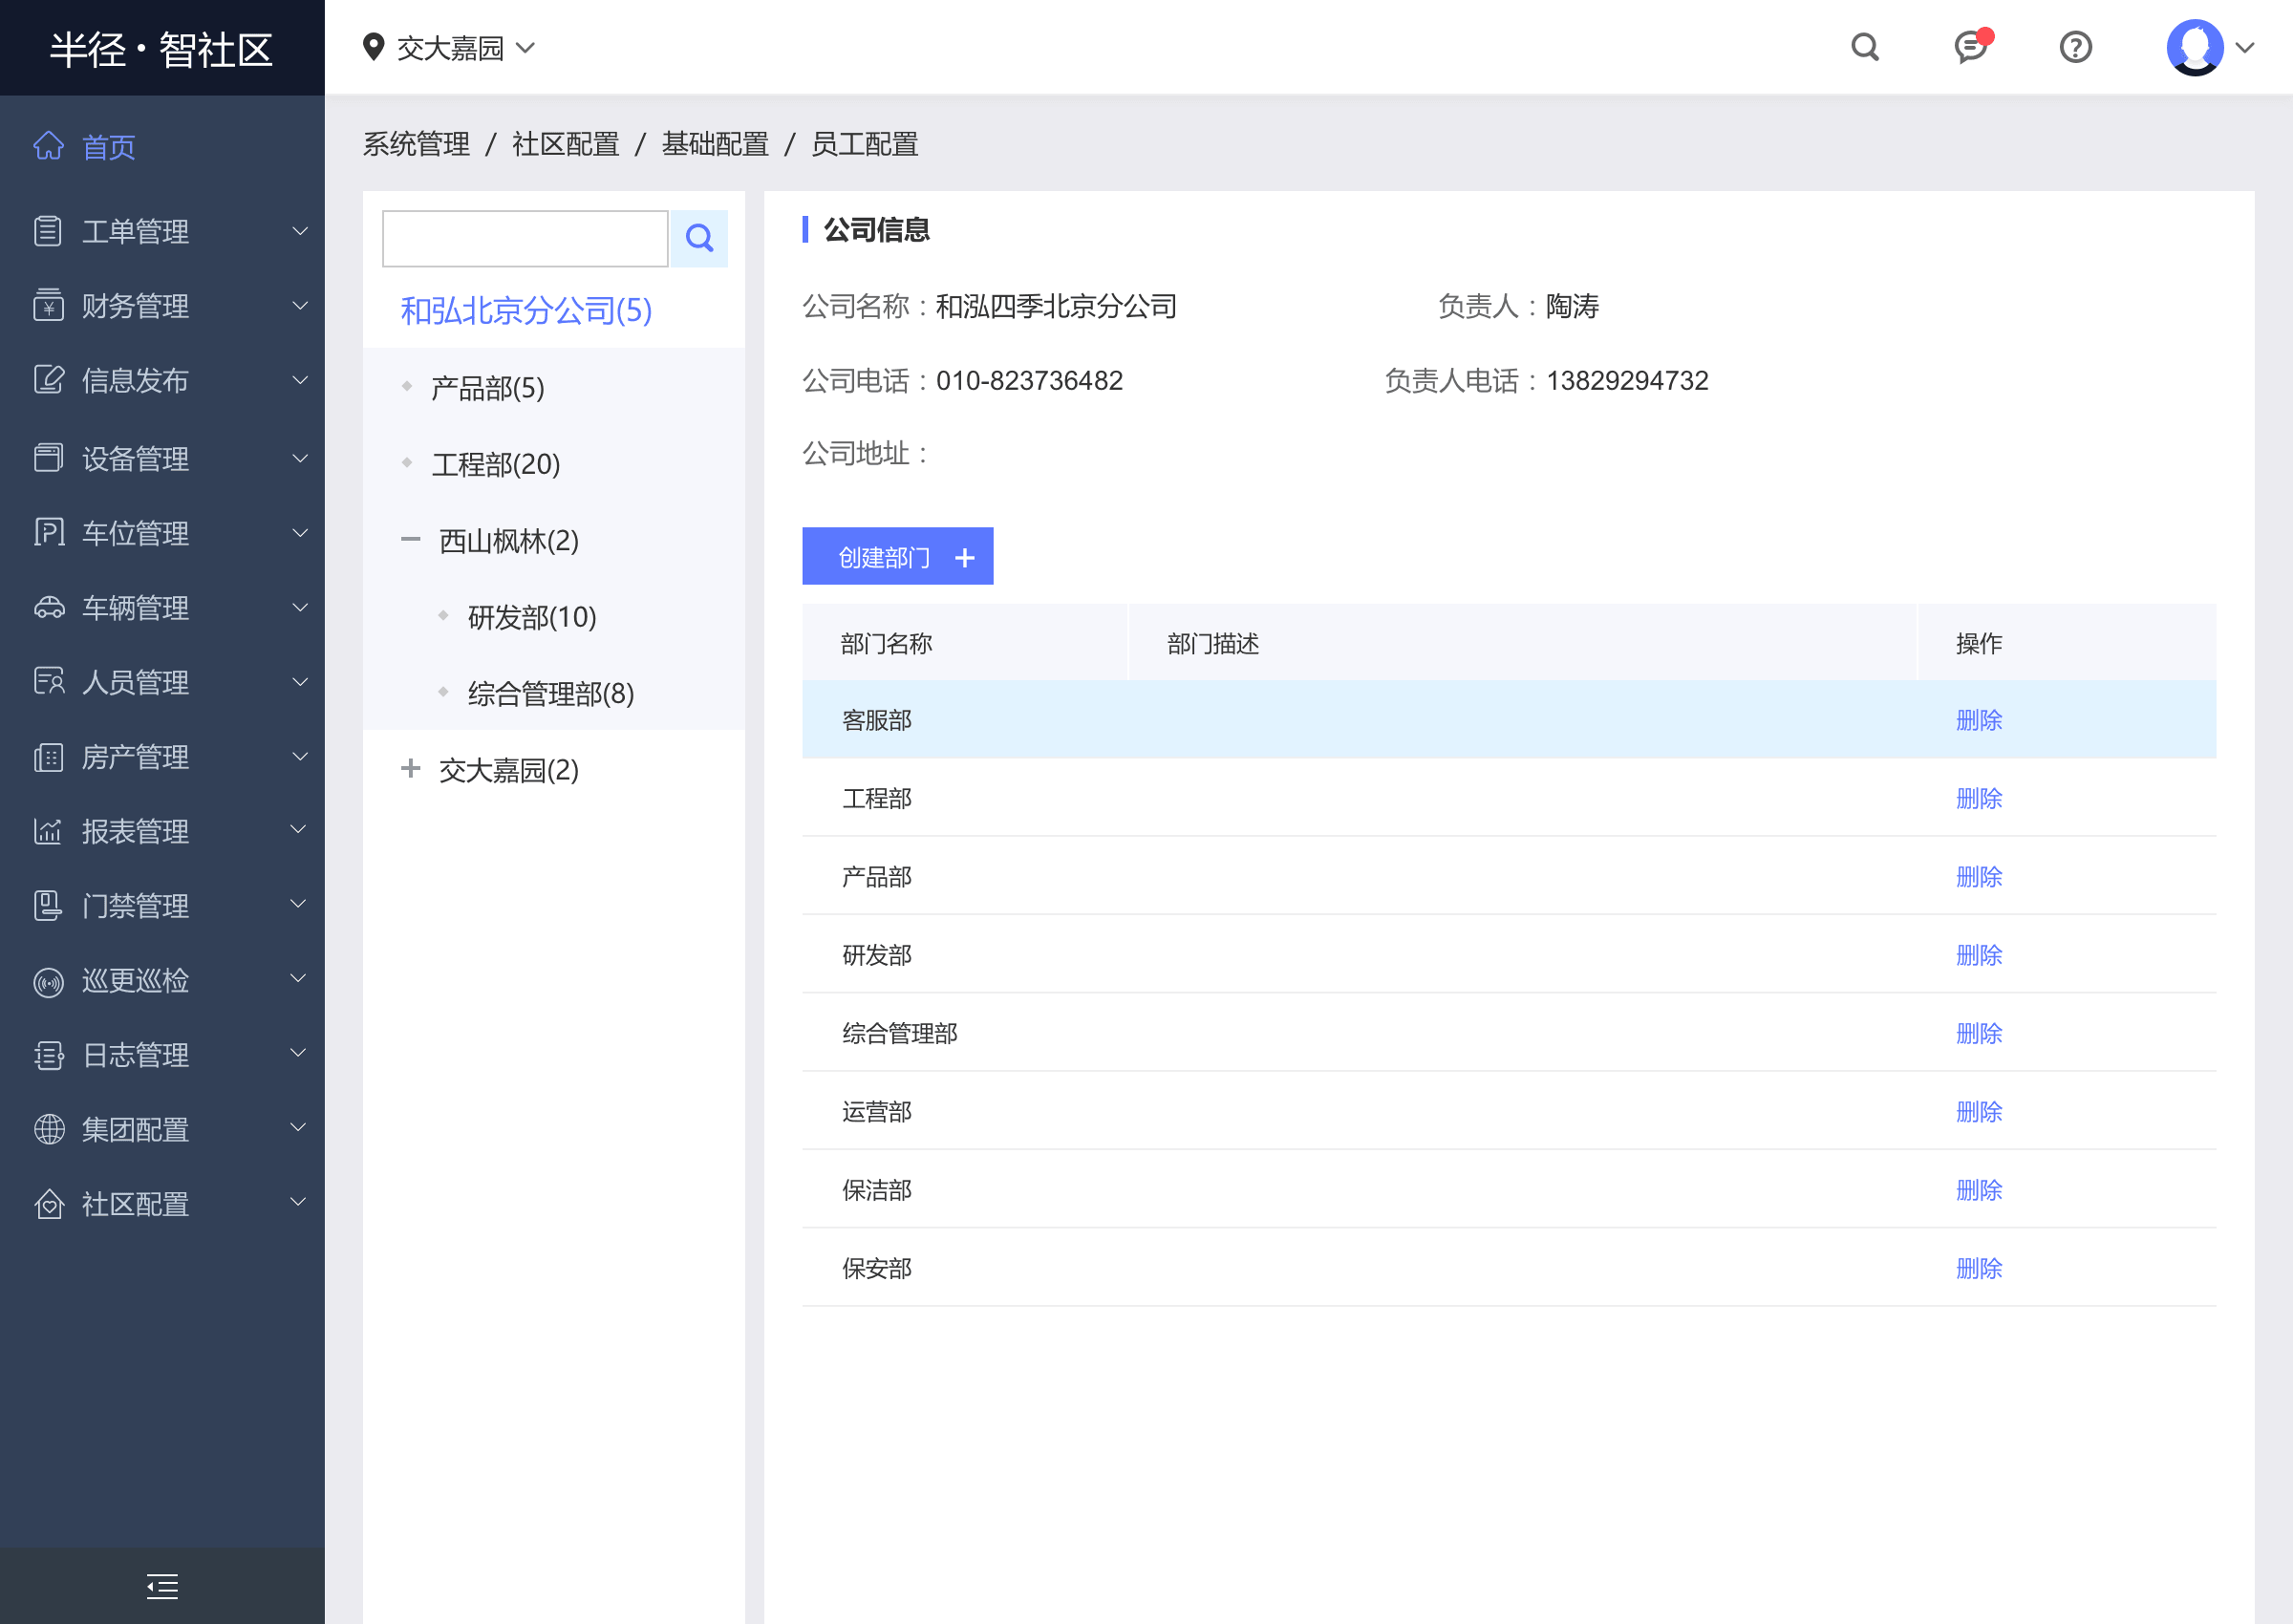 半径·智社区
交大嘉园
首页
工单管理
财务管理
信息发布
设备管理
车位管理
车辆管理
人员管理
房产管理
报表管理
门禁管理
巡更巡检
日志管理
集团配置
社区配置
系统管理 / 社区配置 / 基础配置 / 员工配置
和弘北京分公司(5)
产品部(5)
工程部(20)
西山枫林(2)
研发部(10)
综合管理部(8)
交大嘉园(2)
公司信息
公司名称：和泓四季北京分公司 负责人：陶涛
公司电话：010-823736482 负责人电话：13829294732
公司地址：
创建部门 +
部门名称 部门描述 操作
客服部 删除
工程部 删除
产品部 删除
研发部 删除
综合管理部 删除
运营部 删除
保洁部 删除
保安部 删除